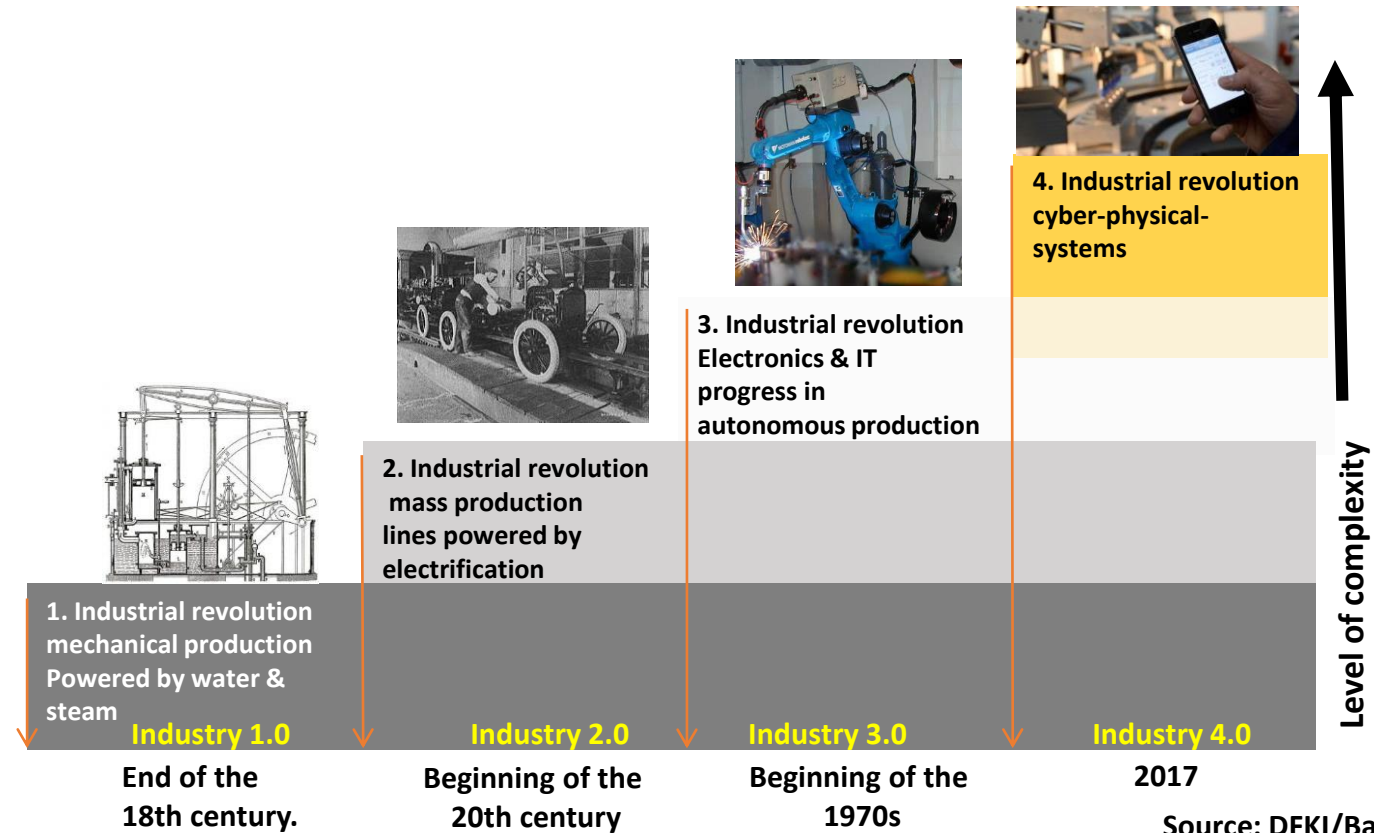 4. Industrial revolution
cyber-physical-
systems
3. Industrial revolution
Electronics & IT
progress in
autonomous production
2. Industrial revolution
mass production
lines powered by
electrification
1. Industrial revolution
mechanical production
Powered by water &
steam
Level of complexity
Industry 1.0
Industry 2.0
Industry 3.0
Industry 4.0
End of the
18th century.
Beginning of the
20th century
Beginning of the
1970s
2017
Source: DFKI/Ba